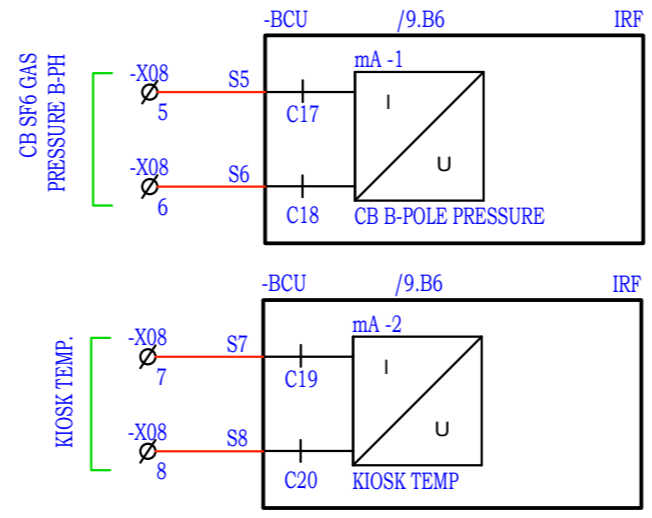 -BCU /9.B6 IRF
CB SF6 GAS
PRESSURE B-PH
mA -1
-X08 S5
5 C17
I
-X08 S6
6 C18
U
CB B-POLE PRESSURE
-BCU /9.B6 IRF
KIOSK TEMP.
mA -2
-X08 S7
7 C19
I
-X08 S8
8 C20
U
KIOSK TEMP